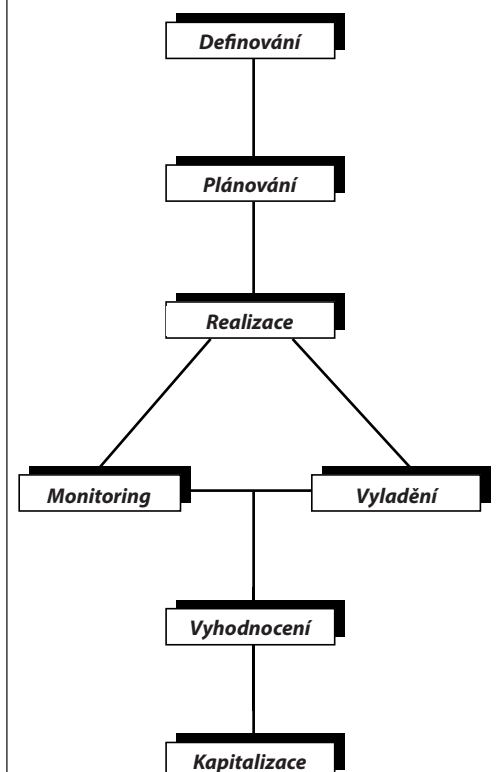 Definování
Plánování
Realizace
Monitoring
Vyladění
Vyhodnocení
Kapitalizace